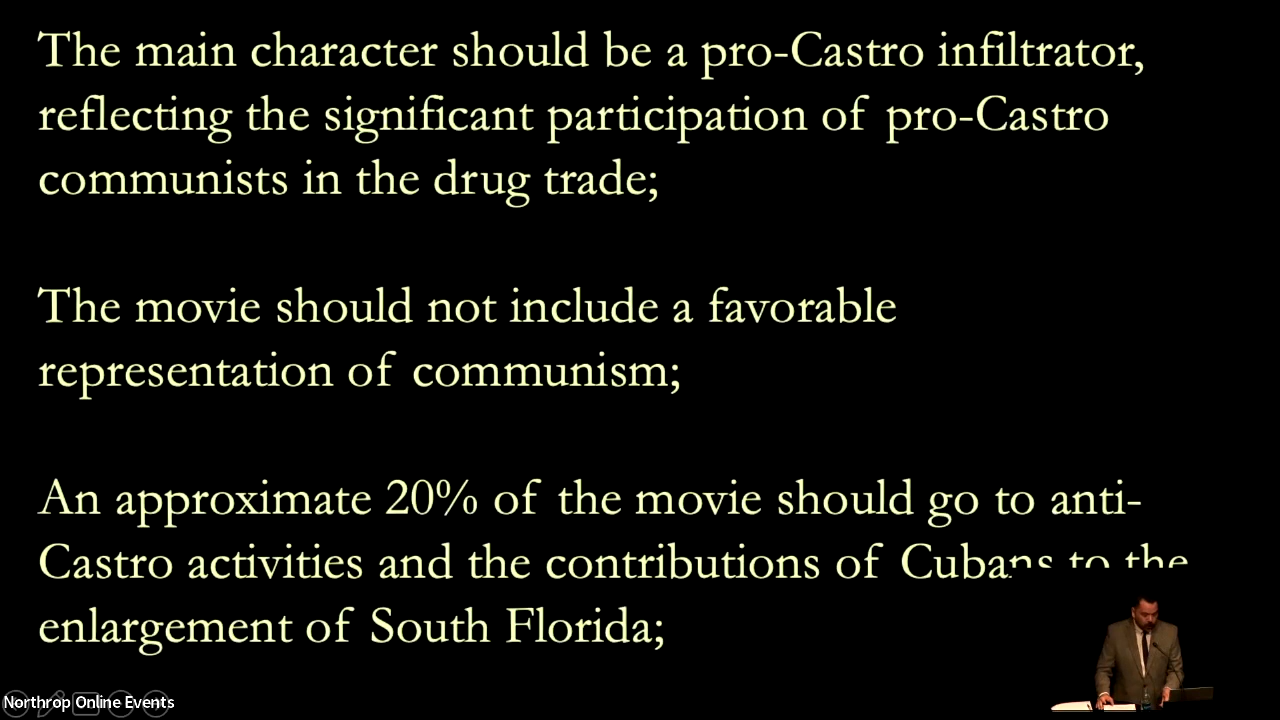 The main character should be a pro-Castro infiltrator,
reflecting the significant participation of pro-Castro
communists in the drug trade;
The movie should not include a favorable
representation of communism;
An approximate 20% of the movie should go to anti-
Castro activities and the contributions of Cubans to the
enlargement of South Florida;
Northrop Online Events